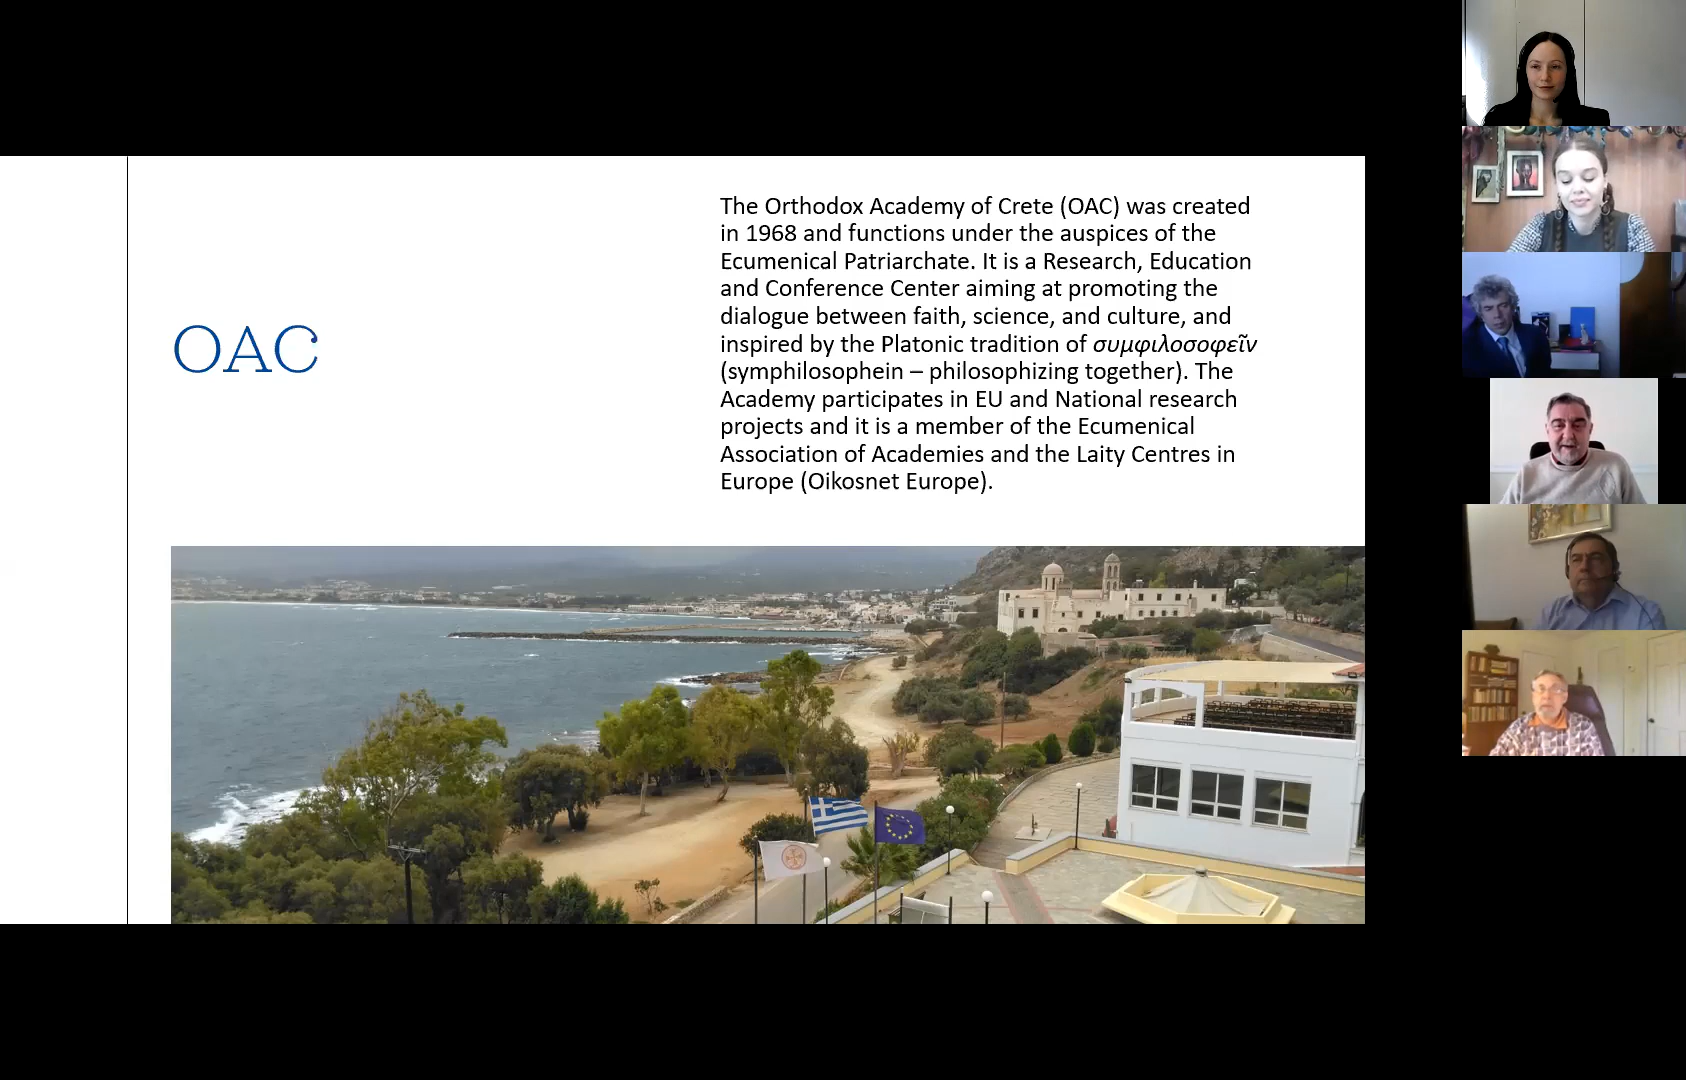 OAC
The Orthodox Academy of Crete (OAC) was created
in 1968 and functions under the auspices of the
Ecumenical Patriarchate. It is a Research, Education
and Conference Center aiming at promoting the
dialogue between faith, science, and culture, and
inspired by the Platonic tradition of συμφιλοσοφεῖν
(symphilosophein – philosophizing together). The
Academy participates in EU and National research
projects and it is a member of the Ecumenical
Association of Academies and the Laity Centres in
Europe (Oikosnet Europe).